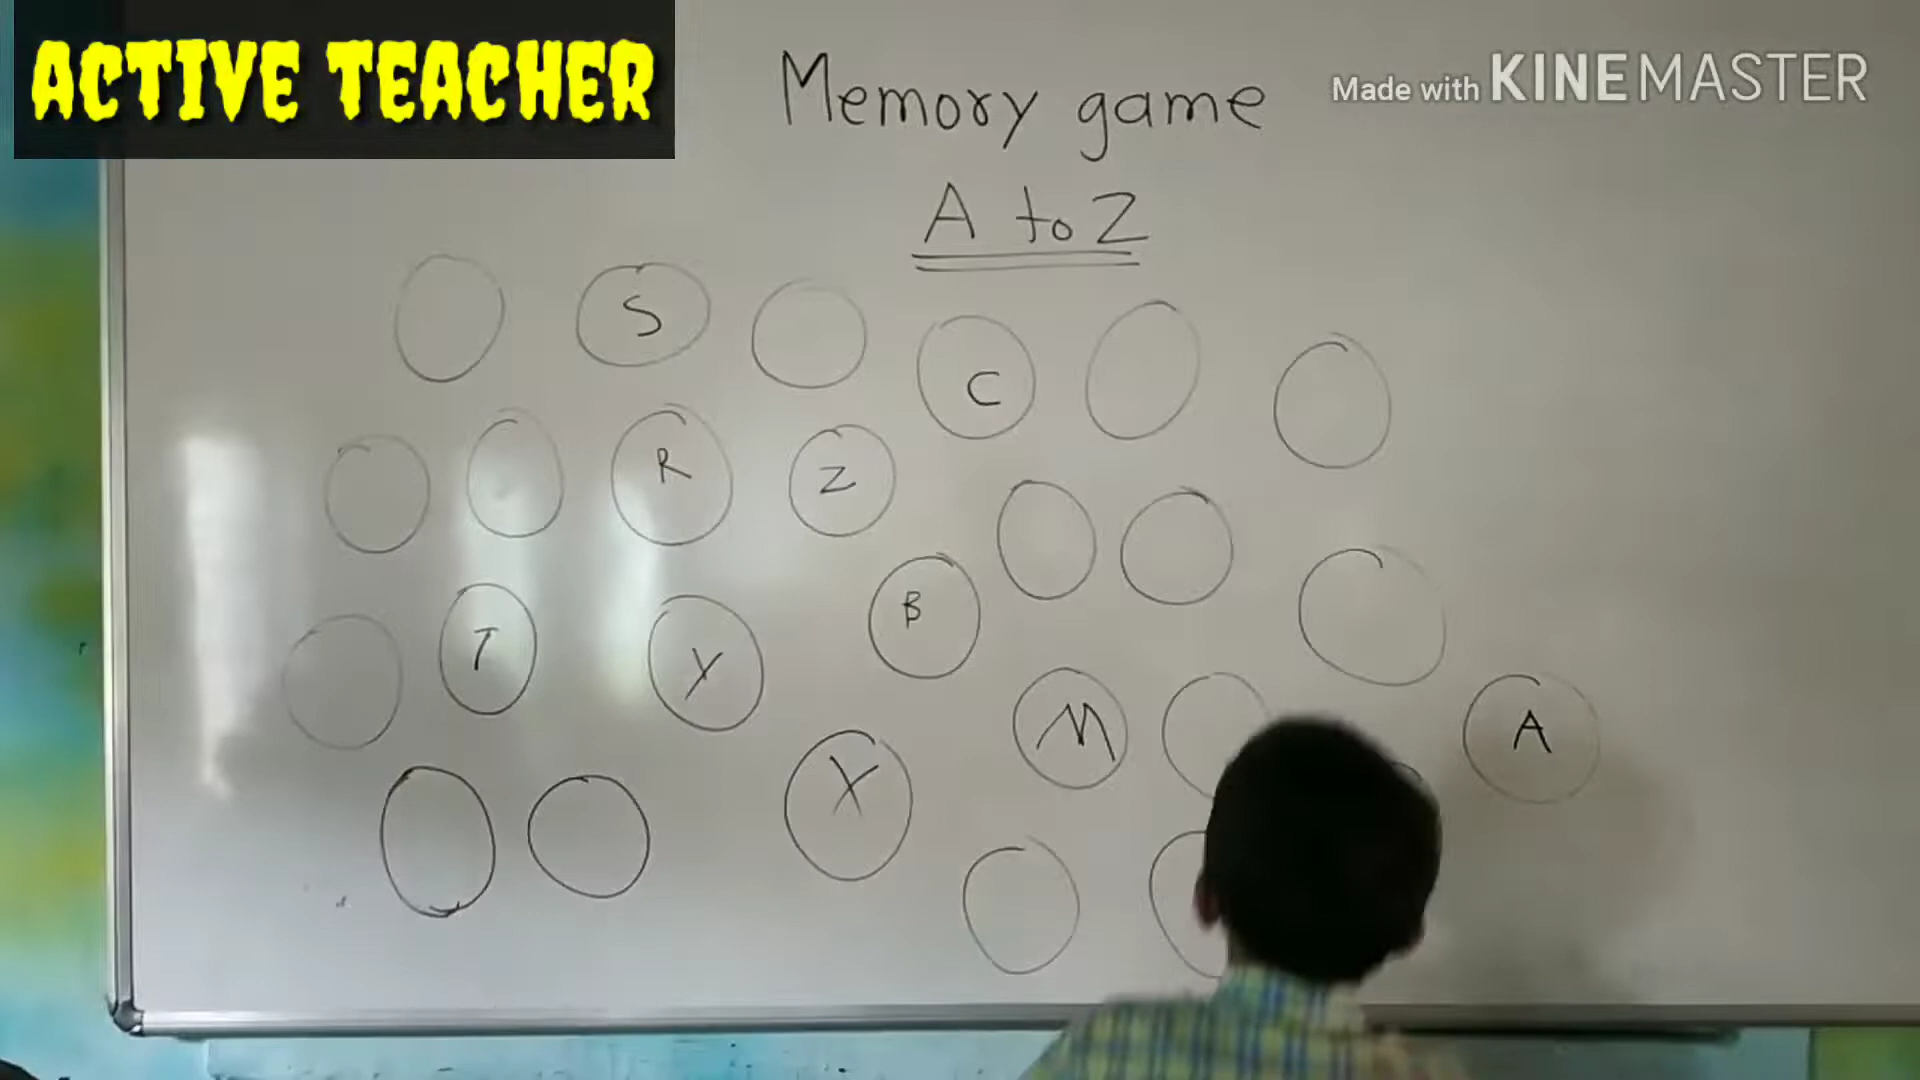 ACTIVE TEACHER
Made with KINEMASTER
Memory game
A to Z
S
C
R
Z
B
T
Y
M
A
X